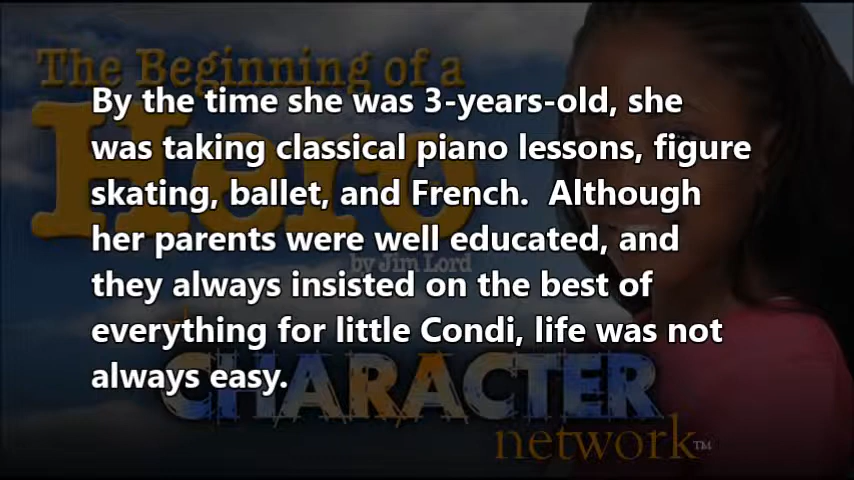 The Beginning of a
Hero
by Jim Lord
By the time she was 3-years-old, she
was taking classical piano lessons, figure
skating, ballet, and French.  Although
her parents were well educated, and
they always insisted on the best of
everything for little Condi, life was not
always easy.
CHARACTER
network™